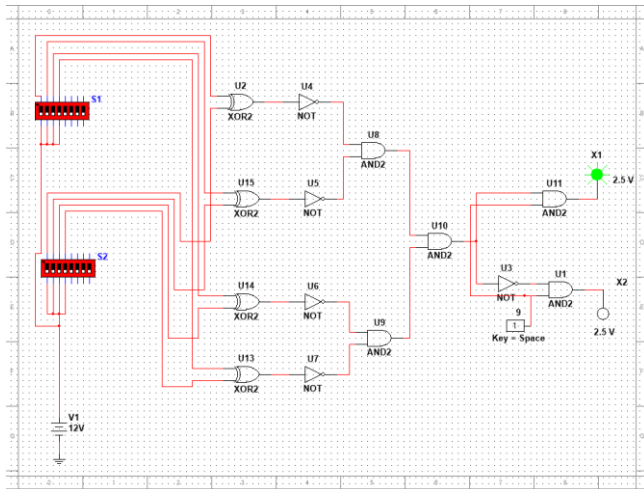 S1
U2
XOR2
U4
NOT
U8
AND2
X1
2.5 V
U15
XOR2
U5
NOT
U11
AND2
U10
AND2
S2
U14
XOR2
U6
NOT
U3
NOT
U1
AND2
X2
2.5 V
U9
AND2
9
1
Key = Space
U13
XOR2
U7
NOT
V1
12V